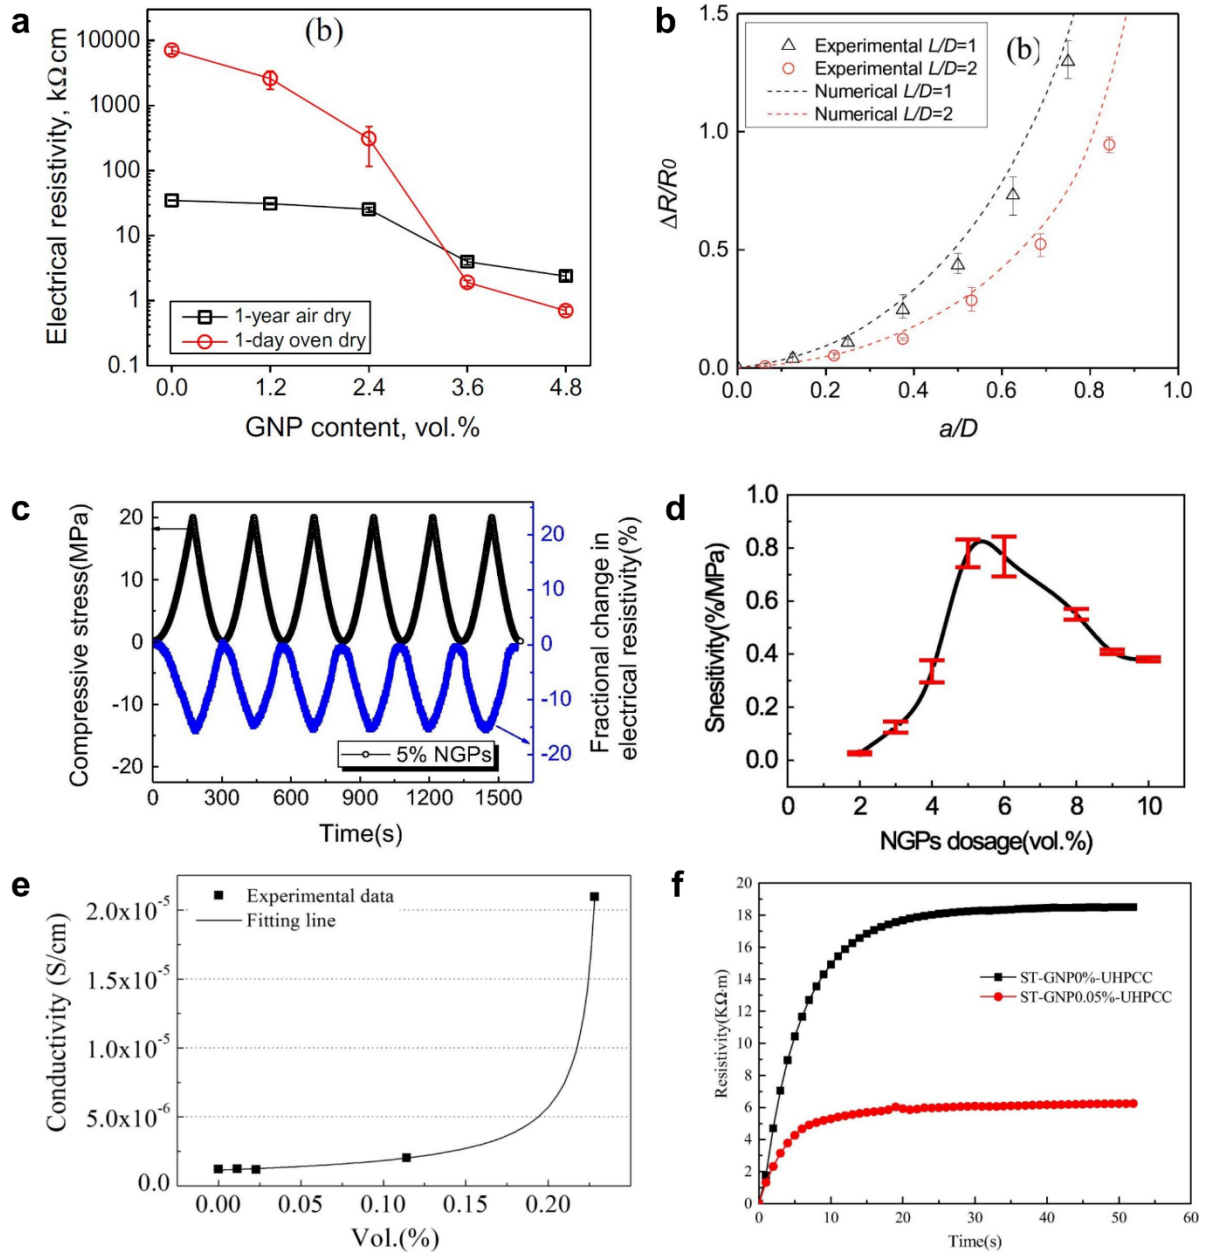 a
(b)
10000
1000
100
10
1
0.1
Electrical resistivity, kΩcm
1-year air dry
1-day oven dry
0.0 1.2 2.4 3.6 4.8
GNP content, vol.%
b
(b)
1.5
1.0
0.5
0.0
ΔR/R0
Experimental L/D=1
Experimental L/D=2
Numerical L/D=1
Numerical L/D=2
0.0 0.2 0.4 0.6 0.8 1.0
a/D
c
Compressive stress(MPa)
20
10
0
-10
-20
20
10
0
-10
-20
Fractional change in
electrical resistivity(%)
5% NGPs
0 300 600 900 1200 1500
Time(s)
d
Snesitivity(%/MPa)
1.0
0.8
0.6
0.4
0.2
0.0
0 2 4 6 8 10
NGPs dosage(vol.%)
e
Conductivity (S/cm)
Experimental data
Fitting line
2.0x10⁻⁵
1.5x10⁻⁵
1.0x10⁻⁵
5.0x10⁻⁶
0.0
0.00 0.05 0.10 0.15 0.20
Vol.(%)
f
Resistivity(KΩ·m)
20
18
16
14
12
10
8
6
4
2
0
ST-GNP0%-UHPCC
ST-GNP0.05%-UHPCC
0 10 20 30 40 50 60
Time(s)